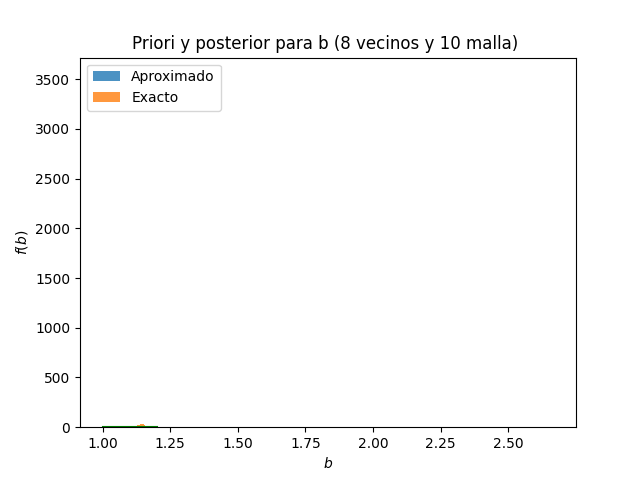 Priori y posterior para b (8 vecinos y 10 malla)
Aproximado
Exacto
3500
3000
2500
2000
1500
1000
500
0
f(b)
1.00 1.25 1.50 1.75 2.00 2.25 2.50
b